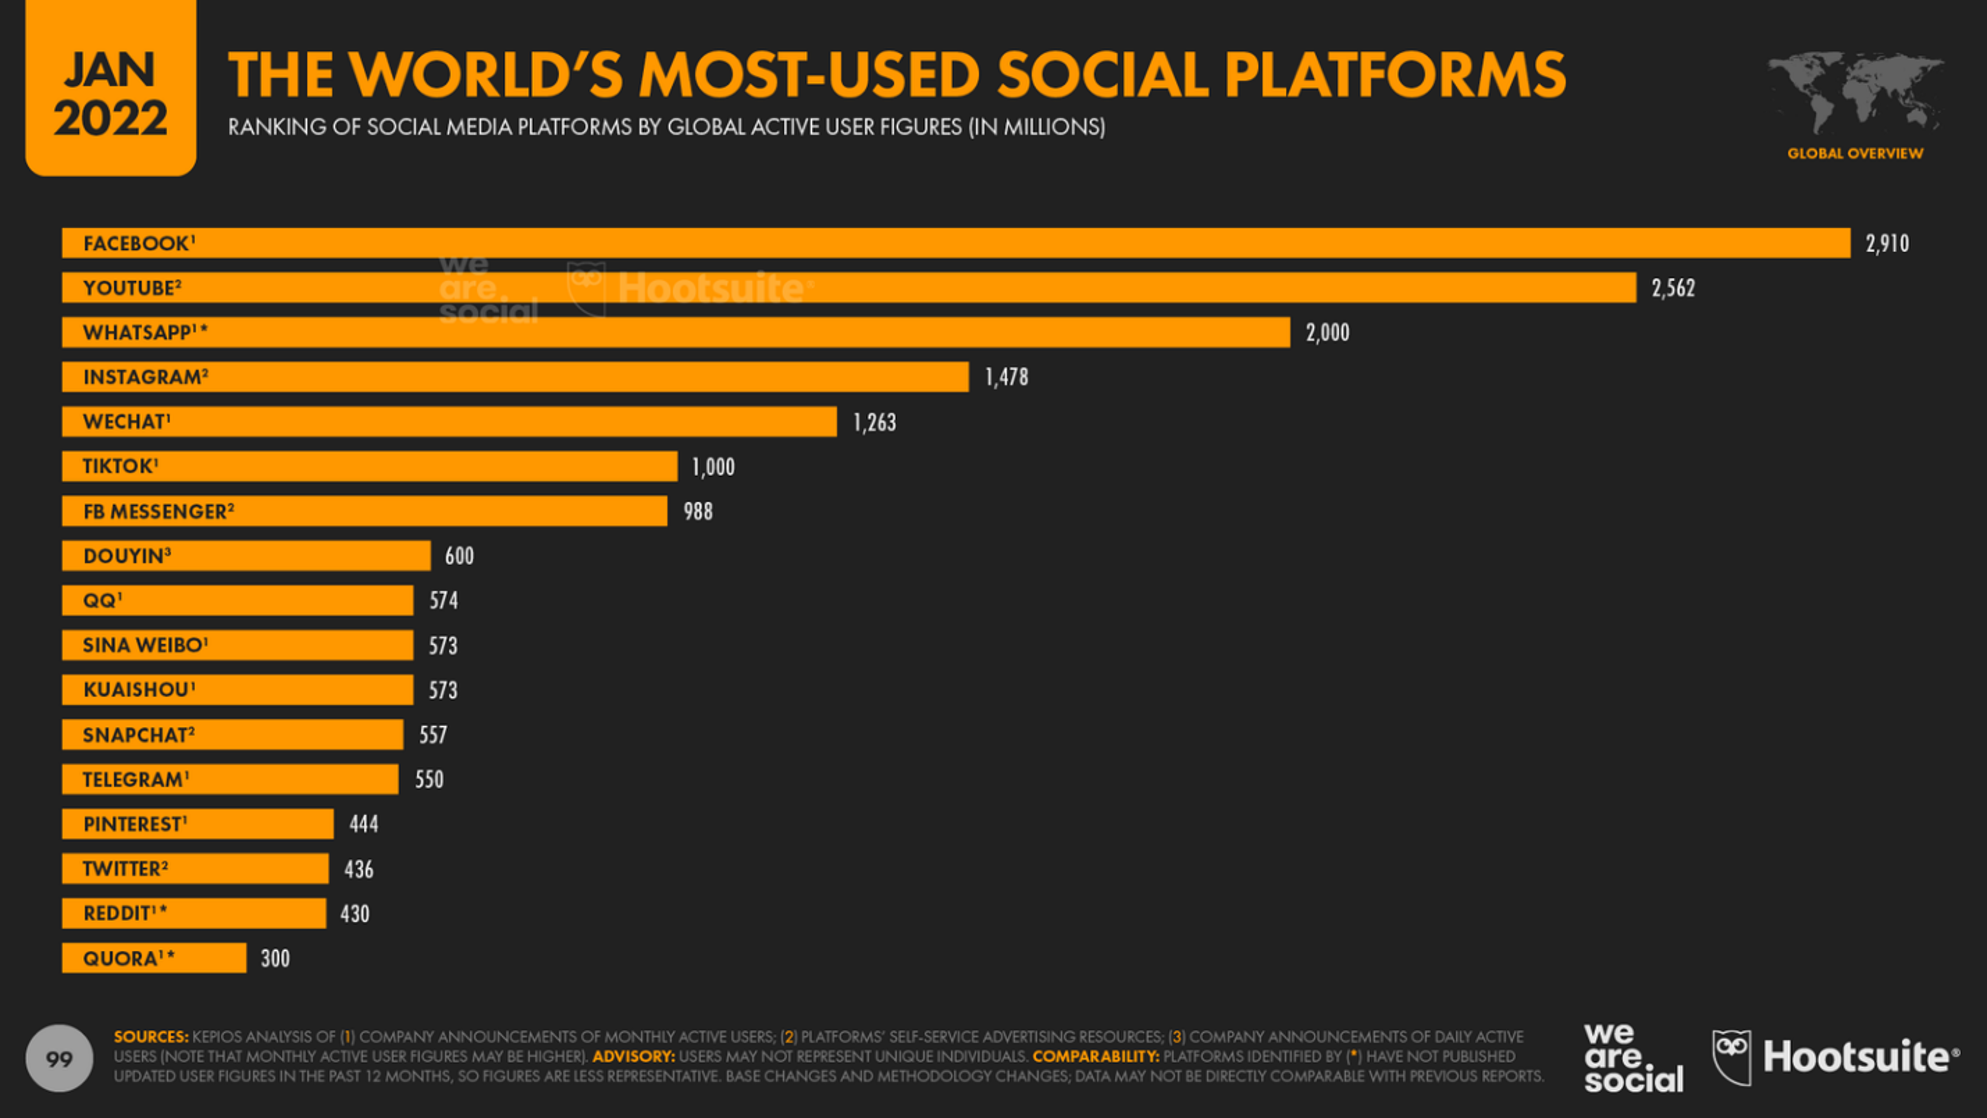 JAN
2022
THE WORLD'S MOST-USED SOCIAL PLATFORMS
RANKING OF SOCIAL MEDIA PLATFORMS BY GLOBAL ACTIVE USER FIGURES (IN MILLIONS)
GLOBAL OVERVIEW
FACEBOOK¹ 2,910
YOUTUBE² 2,562
WHATSAPP¹* 2,000
INSTAGRAM² 1,478
WECHAT¹ 1,263
TIKTOK¹ 1,000
FB MESSENGER² 988
DOUYIN³ 600
QQ¹ 574
SINA WEIBO¹ 573
KUAISHOU¹ 573
SNAPCHAT² 557
TELEGRAM¹ 550
PINTEREST¹ 444
TWITTER² 436
REDDIT¹* 430
QUORA¹* 300
we
are
social
Hootsuite®
99
SOURCES: KEPIOS ANALYSIS OF (1) COMPANY ANNOUNCEMENTS OF MONTHLY ACTIVE USERS; (2) PLATFORMS' SELF-SERVICE ADVERTISING RESOURCES; (3) COMPANY ANNOUNCEMENTS OF DAILY ACTIVE
USERS (NOTE THAT MONTHLY ACTIVE USER FIGURES MAY BE HIGHER). ADVISORY: USERS MAY NOT REPRESENT UNIQUE INDIVIDUALS. COMPARABILITY: PLATFORMS IDENTIFIED BY (*) HAVE NOT PUBLISHED
UPDATED USER FIGURES IN THE PAST 12 MONTHS, SO FIGURES ARE LESS REPRESENTATIVE. BASE CHANGES AND METHODOLOGY CHANGES; DATA MAY NOT BE DIRECTLY COMPARABLE WITH PREVIOUS REPORTS.
we
are
social
Hootsuite®